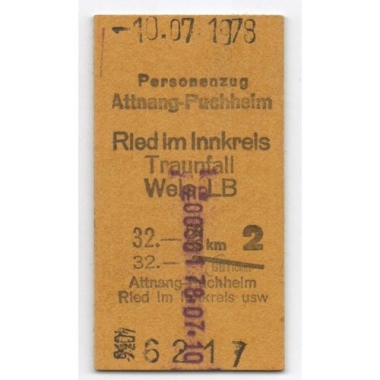 -10.07 1978
Personenzug
Attnang-Puchheim
Ried im Innkreis
Traunfall
Wels LB
32.— km 2
32.—
Attnang-Puchheim
Ried im Innkreis usw
6217